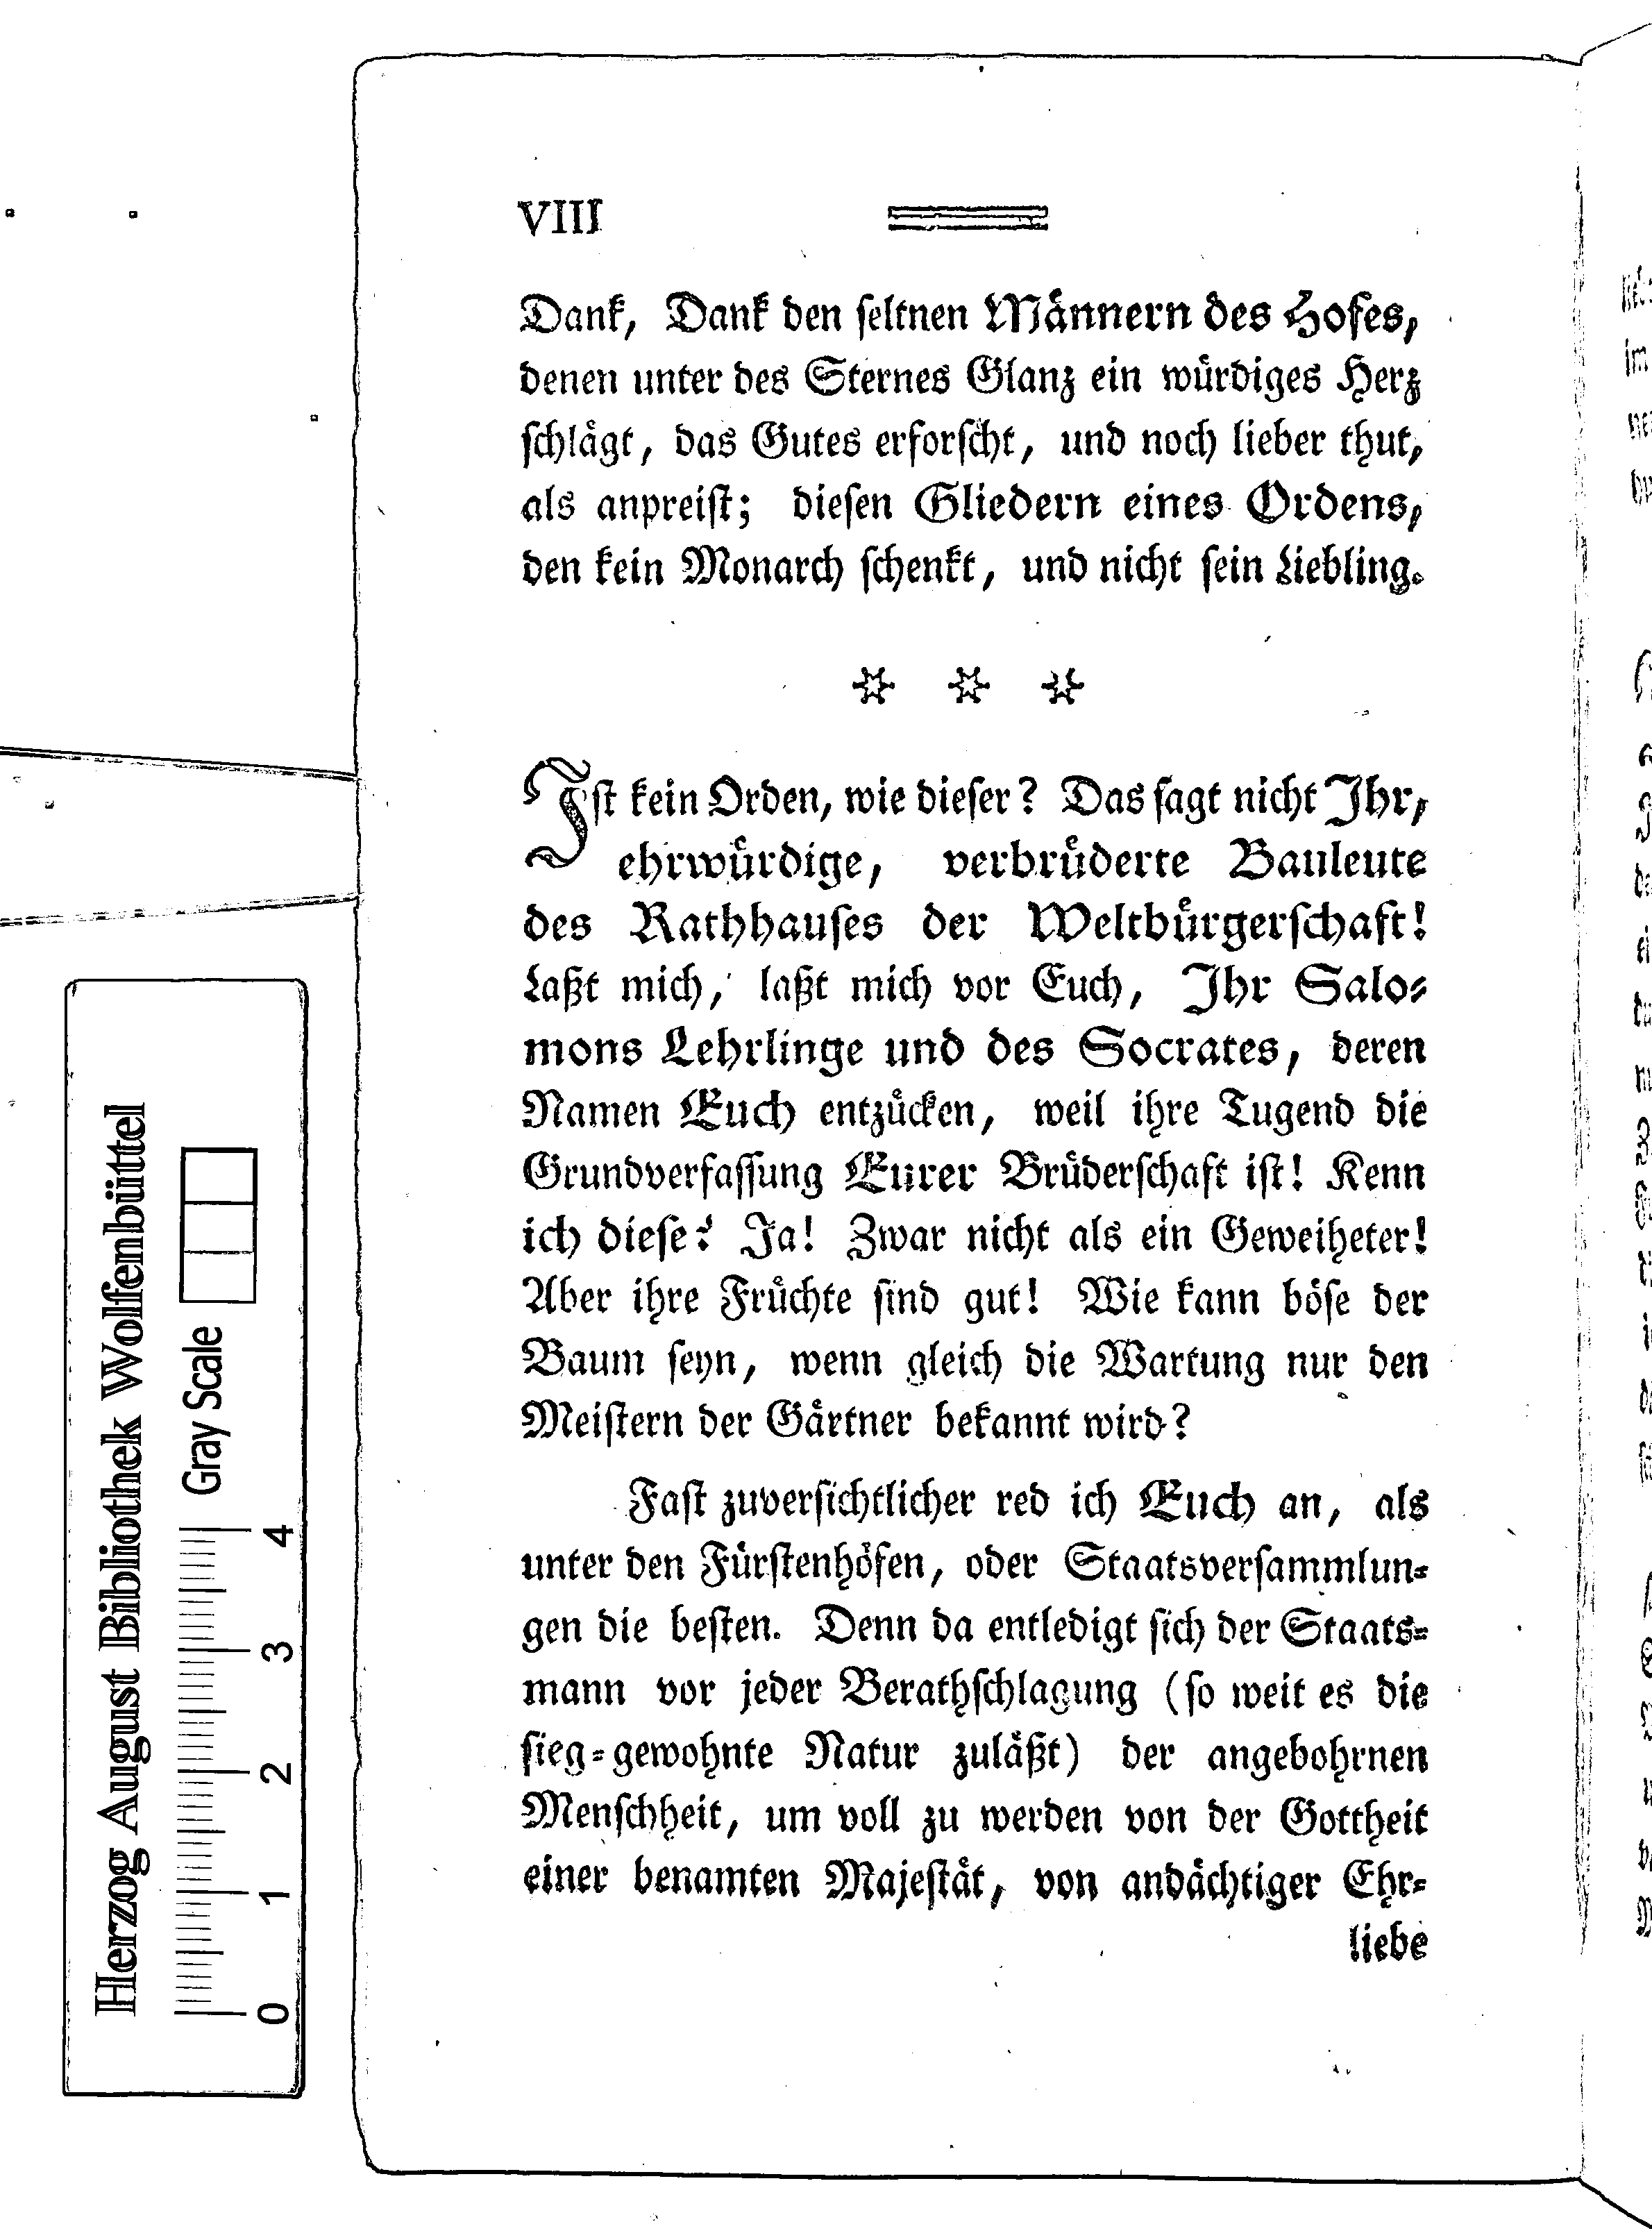 VIII
Dank, Dank den seltnen Männern des Hofes,
denen unter des Sternes Glanz ein würdiges Herz
schlägt, das Gutes erforscht, und noch lieber thut,
als anpreist; diesen Gliedern eines Ordens,
den kein Monarch schenkt, und nicht sein Liebling.
* * *
Ist kein Orden, wie dieser? Das sagt nicht Ihr,
ehrwürdige, verbrüderte Bauleute
des Rathhauses der Weltbürgerschaft!
Laßt mich, laßt mich vor Euch, Ihr Salo-
mons Lehrlinge und des Socrates, deren
Namen Euch entzücken, weil ihre Tugend die
Grundverfassung Eurer Brüderschaft ist! Kenn
ich diese? Ja! Zwar nicht als ein Geweiheter!
Aber ihre Früchte sind gut! Wie kann böse der
Baum seyn, wenn gleich die Wartung nur den
Meistern der Gärtner bekannt wird?
Fast zuversichtlicher red ich Euch an, als
unter den Fürstenhöfen, oder Staatsversammlun-
gen die besten. Denn da entledigt sich der Staats-
mann vor jeder Berathschlagung (so weit es die
sieg-gewohnte Natur zuläßt) der angebohrnen
Menschheit, um voll zu werden von der Gottheit
einer benamten Majestät, von andächtiger Ehr-
liebe
Herzog August Bibliothek Wolfenbüttel
Gray Scale
4
3
2
1
0